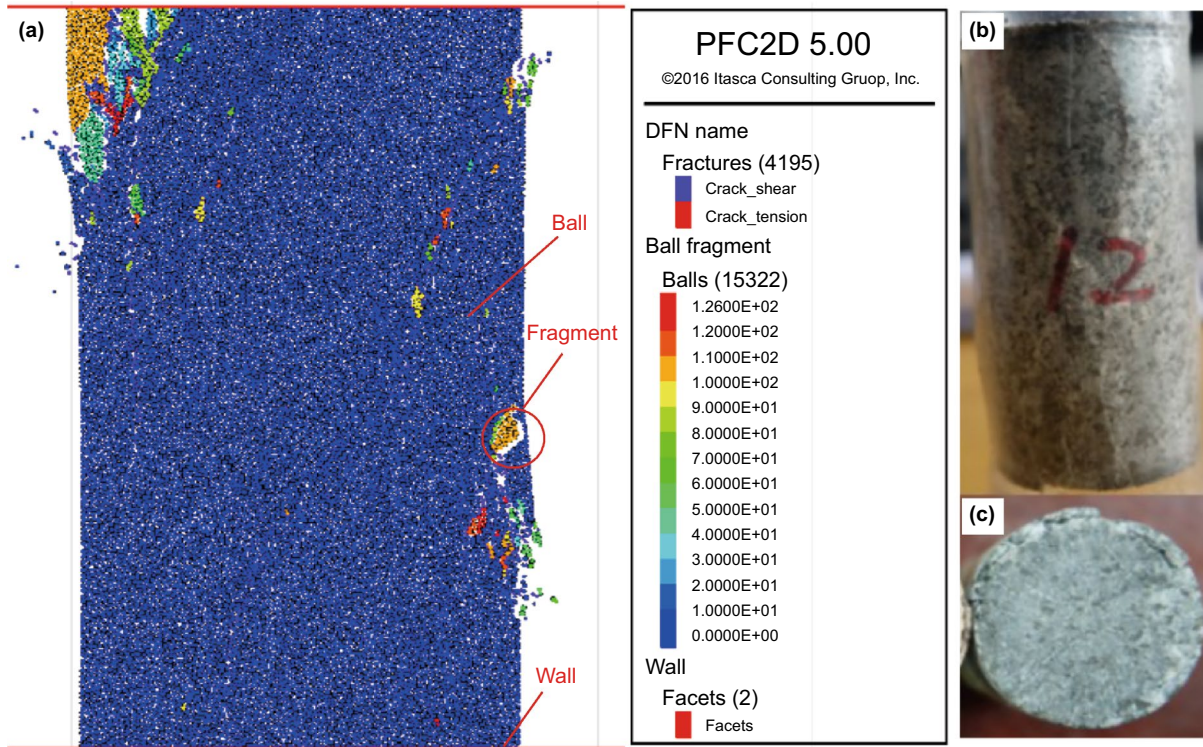 (a)
Ball
Fragment
Wall
PFC2D 5.00
©2016 Itasca Consulting Gruop, Inc.
DFN name
Fractures (4195)
Crack_shear
Crack_tension
Ball fragment
Balls (15322)
1.2600E+02
1.2000E+02
1.1000E+02
1.0000E+02
9.0000E+01
8.0000E+01
7.0000E+01
6.0000E+01
5.0000E+01
4.0000E+01
3.0000E+01
2.0000E+01
1.0000E+01
0.0000E+00
Wall
Facets (2)
Facets
(b)
12
(c)